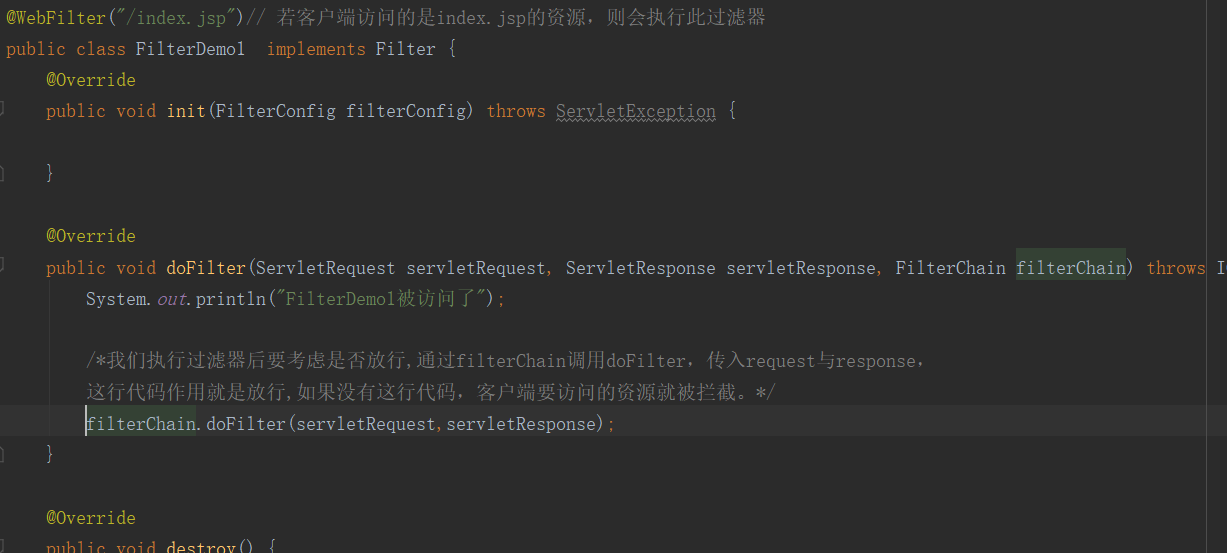 @WebFilter("/index.jsp")// 若客户端访问的是index.jsp的资源，则会执行此过滤器
public class FilterDemo1  implements Filter {
@Override
public void init(FilterConfig filterConfig) throws ServletException {
}
@Override
public void doFilter(ServletRequest servletRequest, ServletResponse servletResponse, FilterChain filterChain) throws I
System.out.println("FilterDemo1被访问了");
/*我们执行过滤器后要考虑是否放行,通过filterChain调用doFilter，传入request与response，
这行代码作用就是放行,如果没有这行代码，客户端要访问的资源就被拦截。*/
filterChain.doFilter(servletRequest,servletResponse);
}
@Override
public void destroy() {